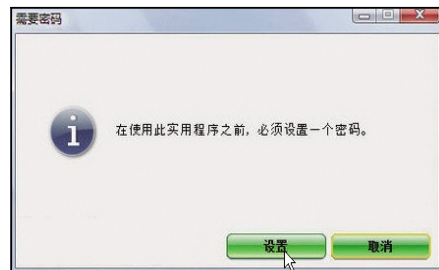 需要密码
在使用此实用程序之前，必须设置一个密码。
设置
取消